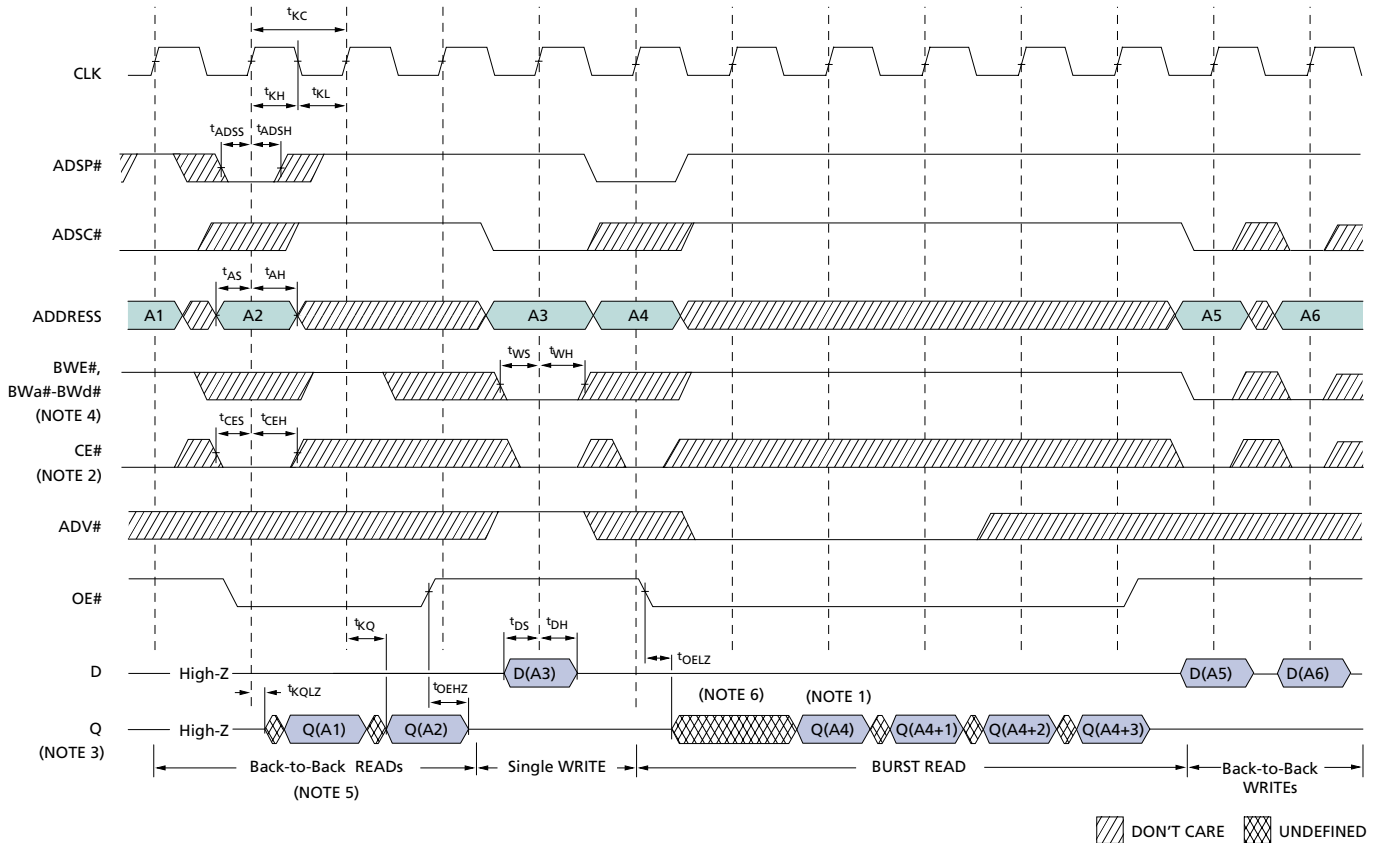 tKC
CLK
tKH
tKL
tADSS
tADSH
ADSP#
ADSC#
tAS
tAH
ADDRESS
A1
A2
A3
A4
A5
A6
BWE#,
BWa#-BWd#
(NOTE 4)
tWS
tWH
tCES
tCEH
CE#
(NOTE 2)
ADV#
OE#
tKQ
tDS
tDH
tOELZ
D
High-Z
D(A3)
D(A5)
D(A6)
tKQLZ
tOEHZ
(NOTE 6)
(NOTE 1)
Q
(NOTE 3)
High-Z
Q(A1)
Q(A2)
Q(A4)
Q(A4+1)
Q(A4+2)
Q(A4+3)
Back-to-Back READs
(NOTE 5)
Single WRITE
BURST READ
Back-to-Back
WRITEs
DON'T CARE
UNDEFINED